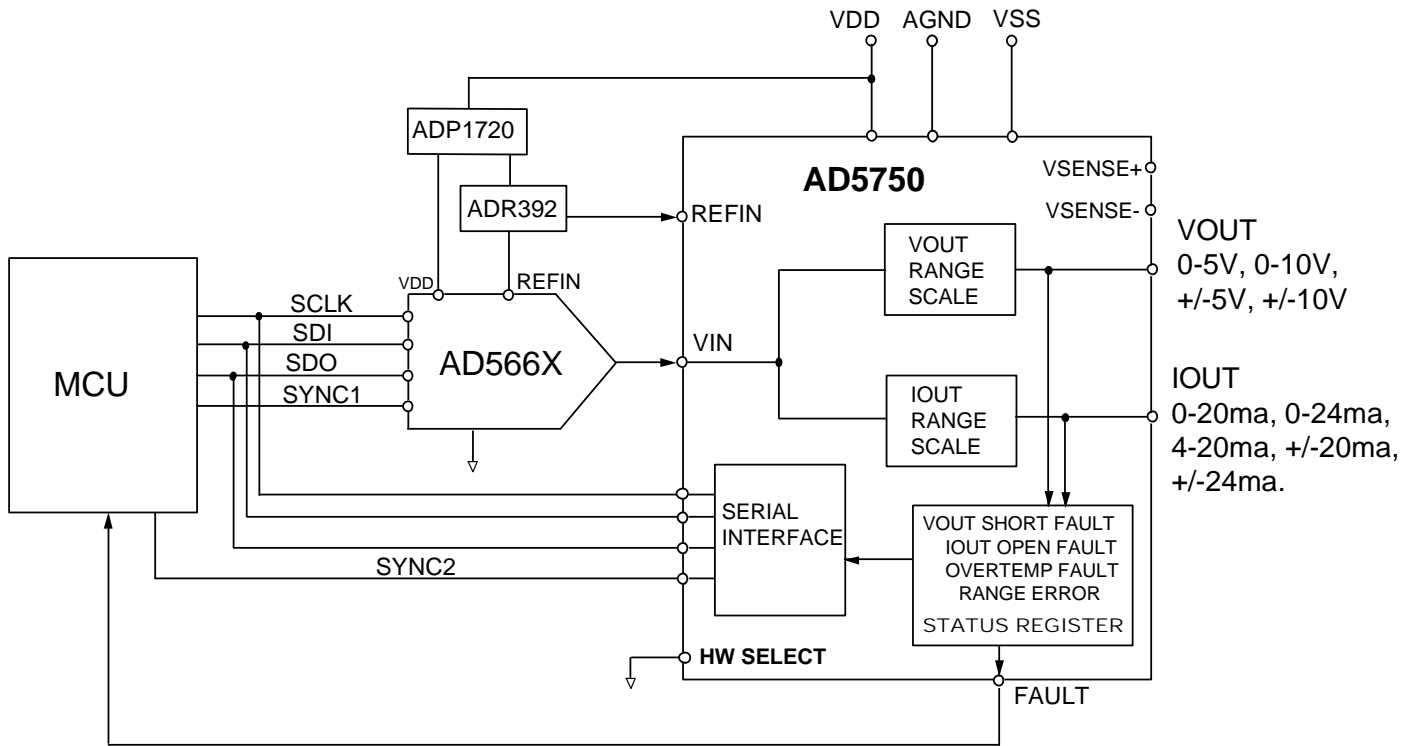 VDD AGND VSS
ADP1720
AD5750
VSENSE+
ADR392
REFIN
VSENSE-
VOUT
0-5V, 0-10V,
+/-5V, +/-10V
VOUT
RANGE
SCALE
MCU
VDD
REFIN
SCLK
SDI
SDO
SYNC1
AD566X
VIN
IOUT
RANGE
SCALE
IOUT
0-20ma, 0-24ma,
4-20ma, +/-20ma,
+/-24ma.
SERIAL
INTERFACE
VOUT SHORT FAULT
IOUT OPEN FAULT
OVERTEMP FAULT
RANGE ERROR
STATUS REGISTER
SYNC2
HW SELECT
FAULT